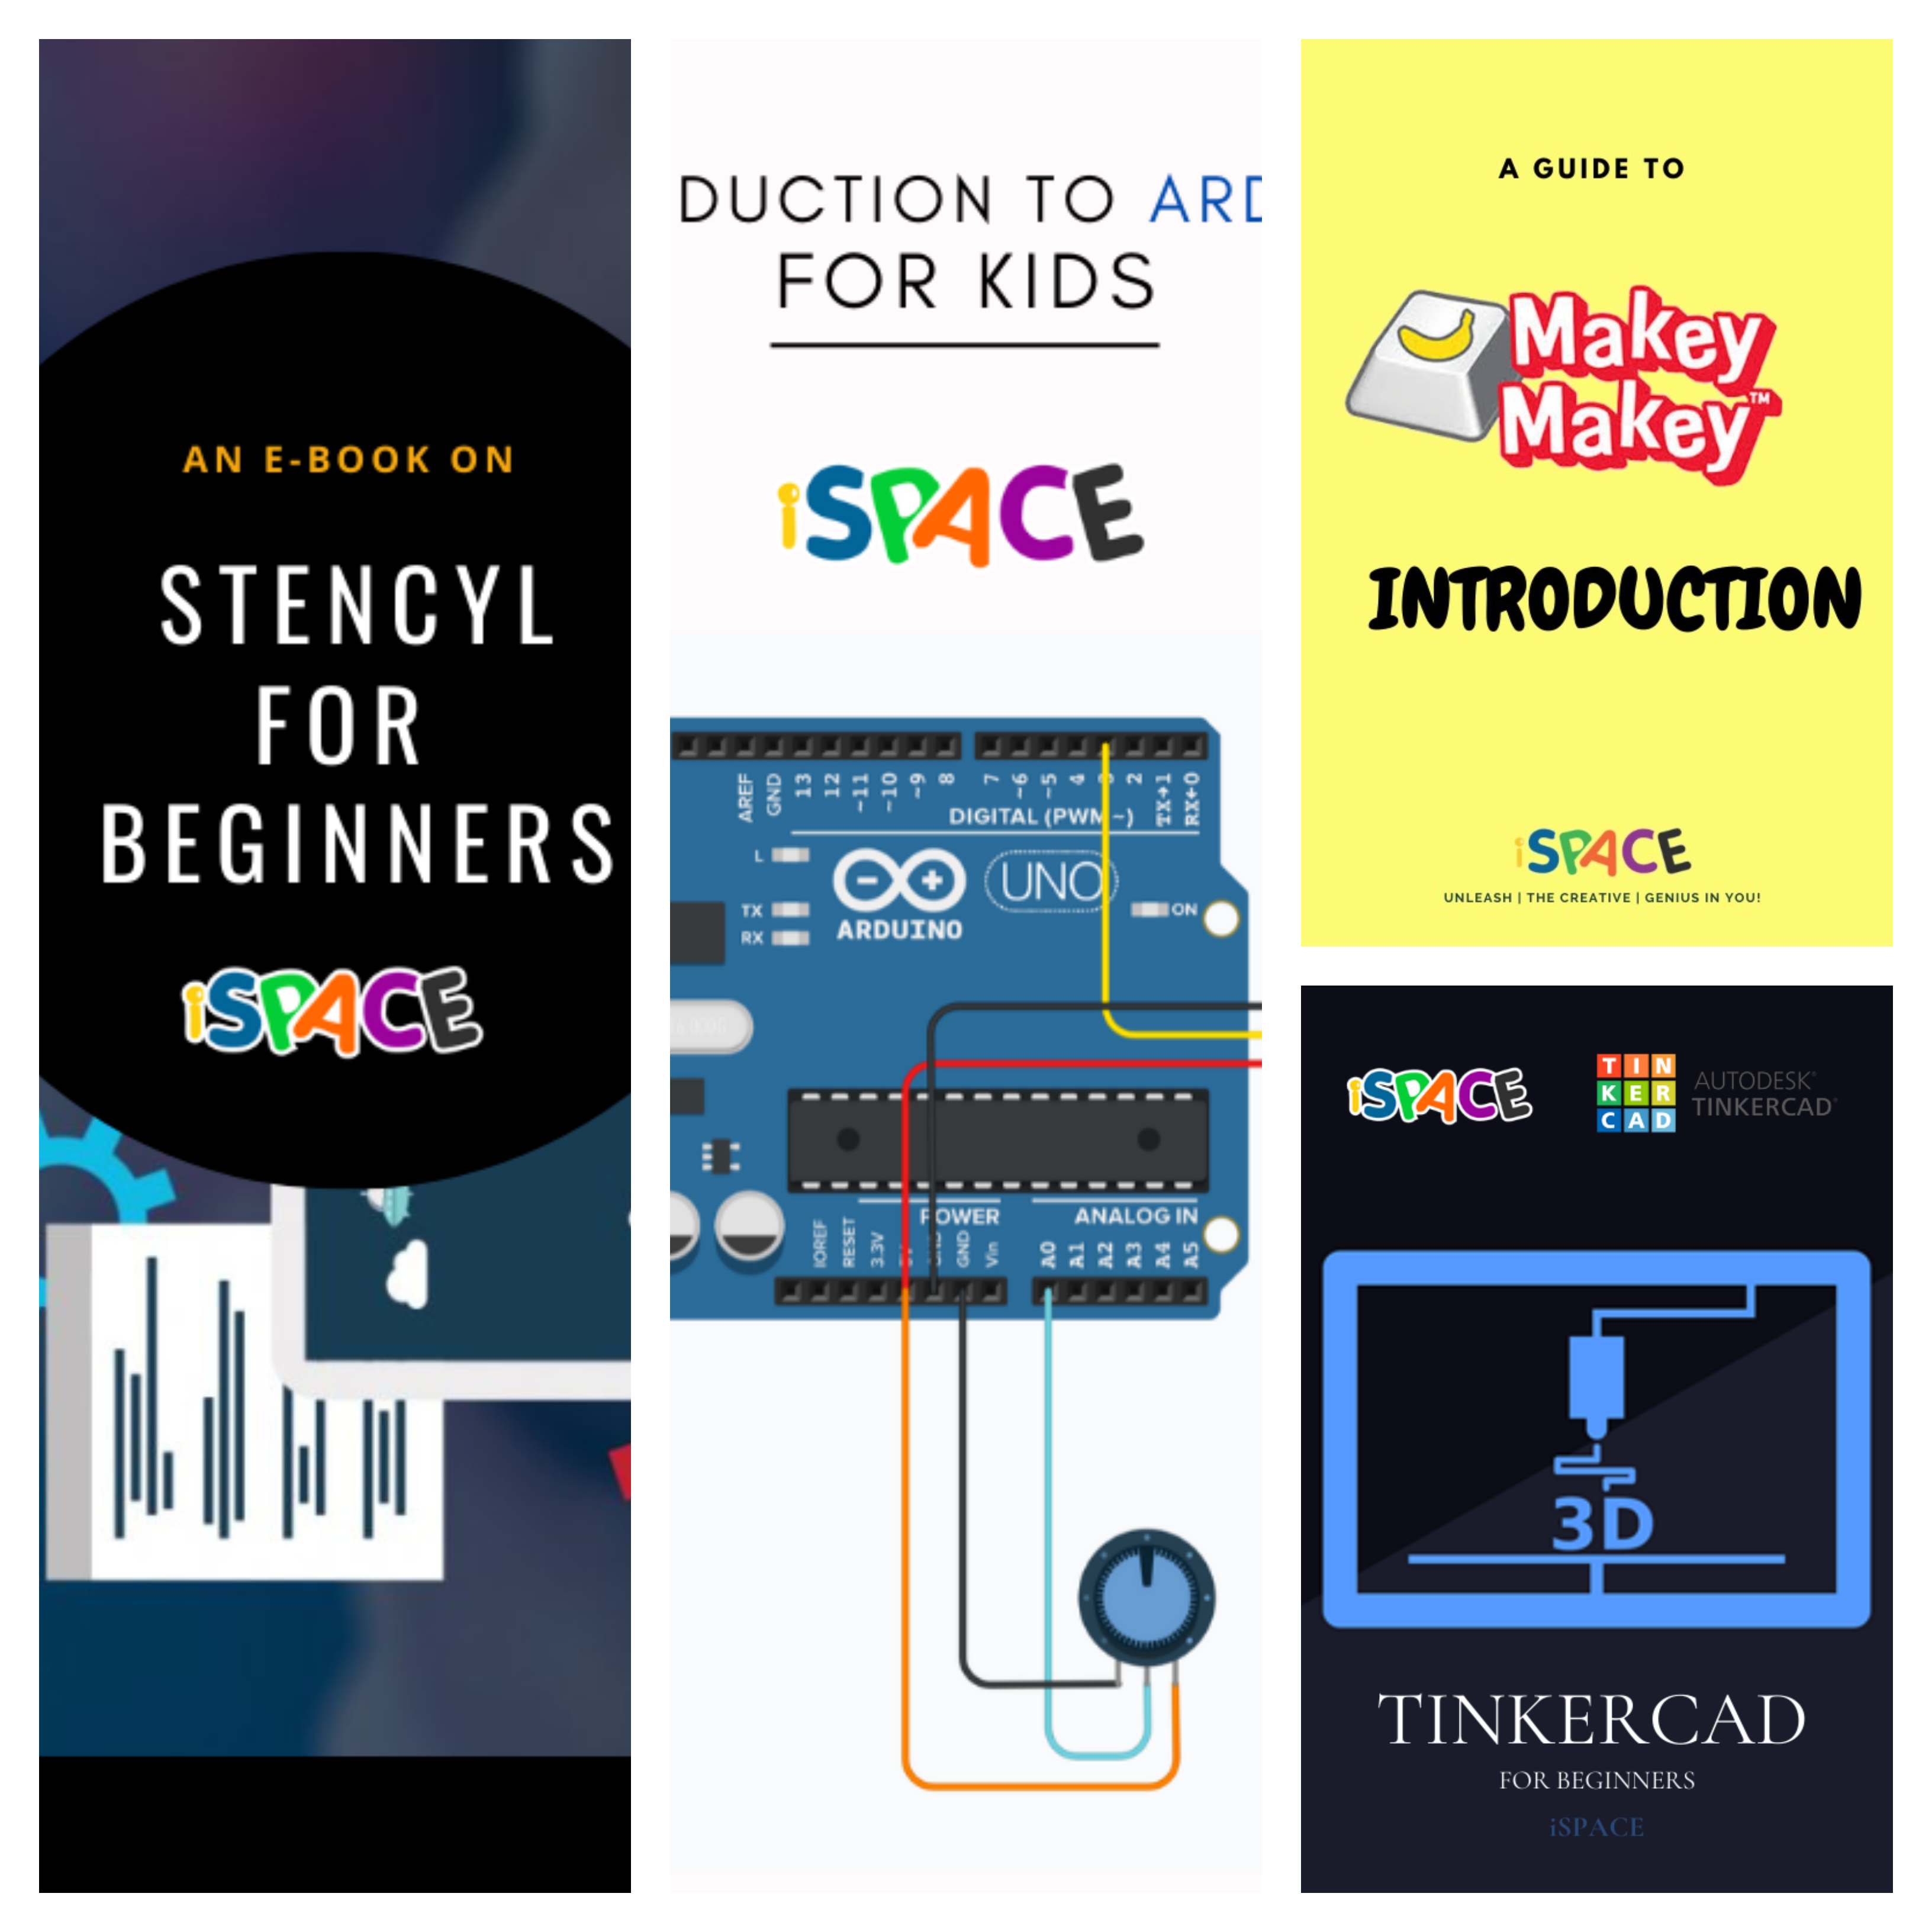 AN E-BOOK ON
STENCYL
FOR
BEGINNERS
iSPACE
DUCTION TO ARD
FOR KIDS
iSPACE
AREF
GND
13
12
~11
~10
~9
8
7
~6
~5
4
2
TX→1
RX←0
DIGITAL (PWM ~)
L
TX
RX
ARDUINO
UNO
ON
POWER
ANALOG IN
IOREF
RESET
3.3V
GND
Vin
A0
A1
A2
A3
A4
A5
A GUIDE TO
Makey
Makey™
INTRODUCTION
iSPACE
UNLEASH | THE CREATIVE | GENIUS IN YOU!
iSPACE
TIN
KER
CAD
AUTODESK®
TINKERCAD®
3D
TINKERCAD
FOR BEGINNERS
iSPACE